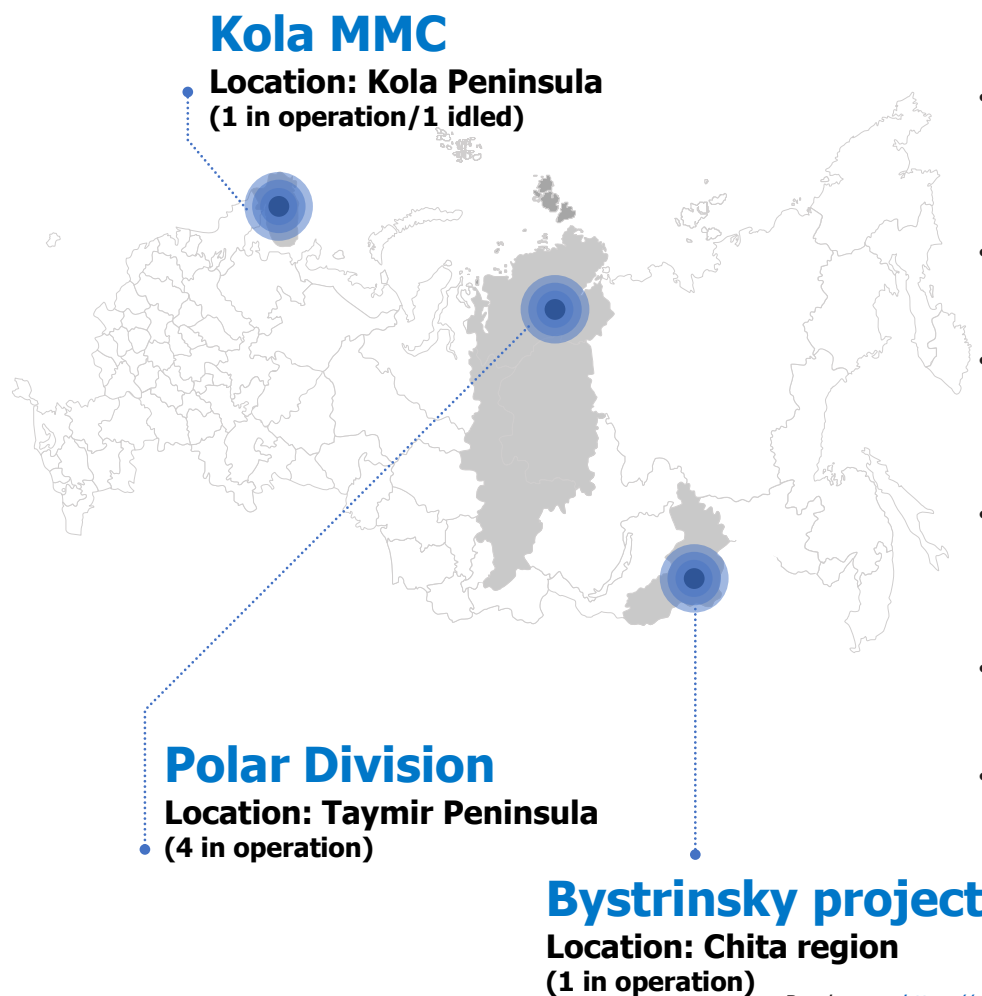 Kola MMC
Location: Kola Peninsula
(1 in operation/1 idled)
Polar Division
Location: Taymir Peninsula
(4 in operation)
Bystrinsky project
Location: Chita region
(1 in operation)